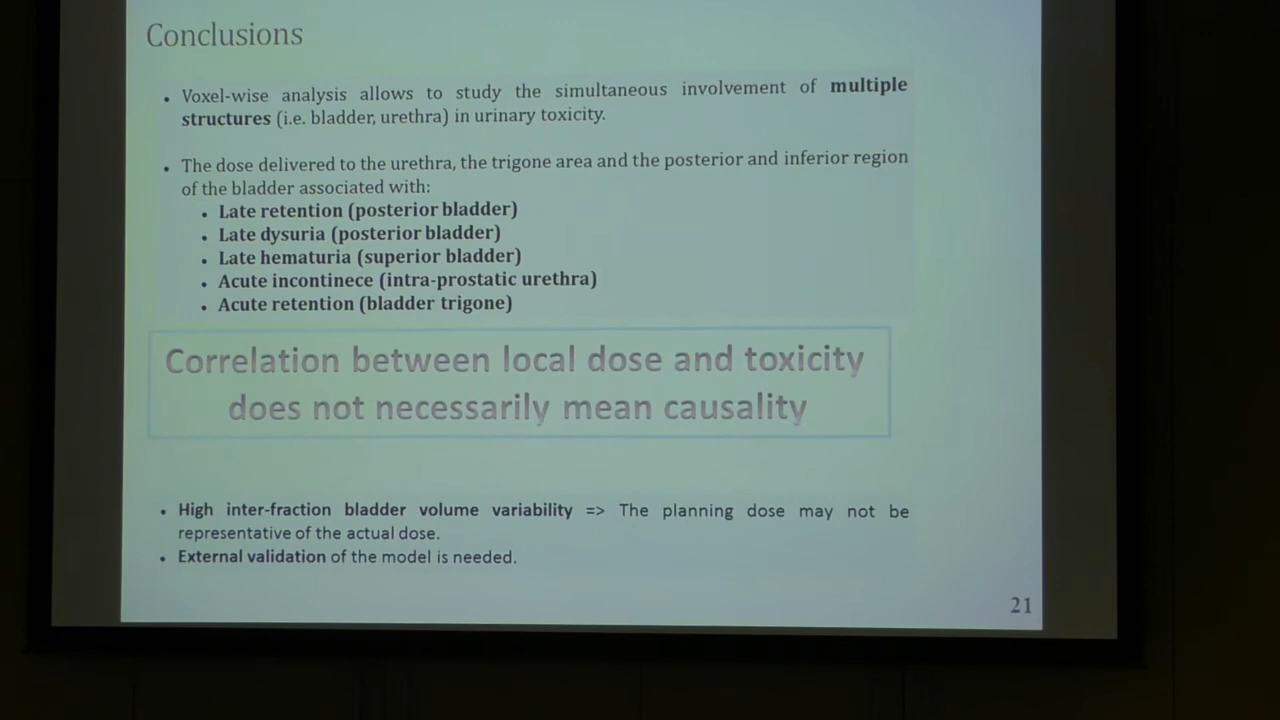 Conclusions
• Voxel-wise analysis allows to study the simultaneous involvement of multiple
structures (i.e. bladder, urethra) in urinary toxicity.
• The dose delivered to the urethra, the trigone area and the posterior and inferior region
of the bladder associated with:
• Late retention (posterior bladder)
• Late dysuria (posterior bladder)
• Late hematuria (superior bladder)
• Acute incontinece (intra-prostatic urethra)
• Acute retention (bladder trigone)
Correlation between local dose and toxicity
does not necessarily mean causality
• High inter-fraction bladder volume variability => The planning dose may not be
representative of the actual dose.
• External validation of the model is needed.
21